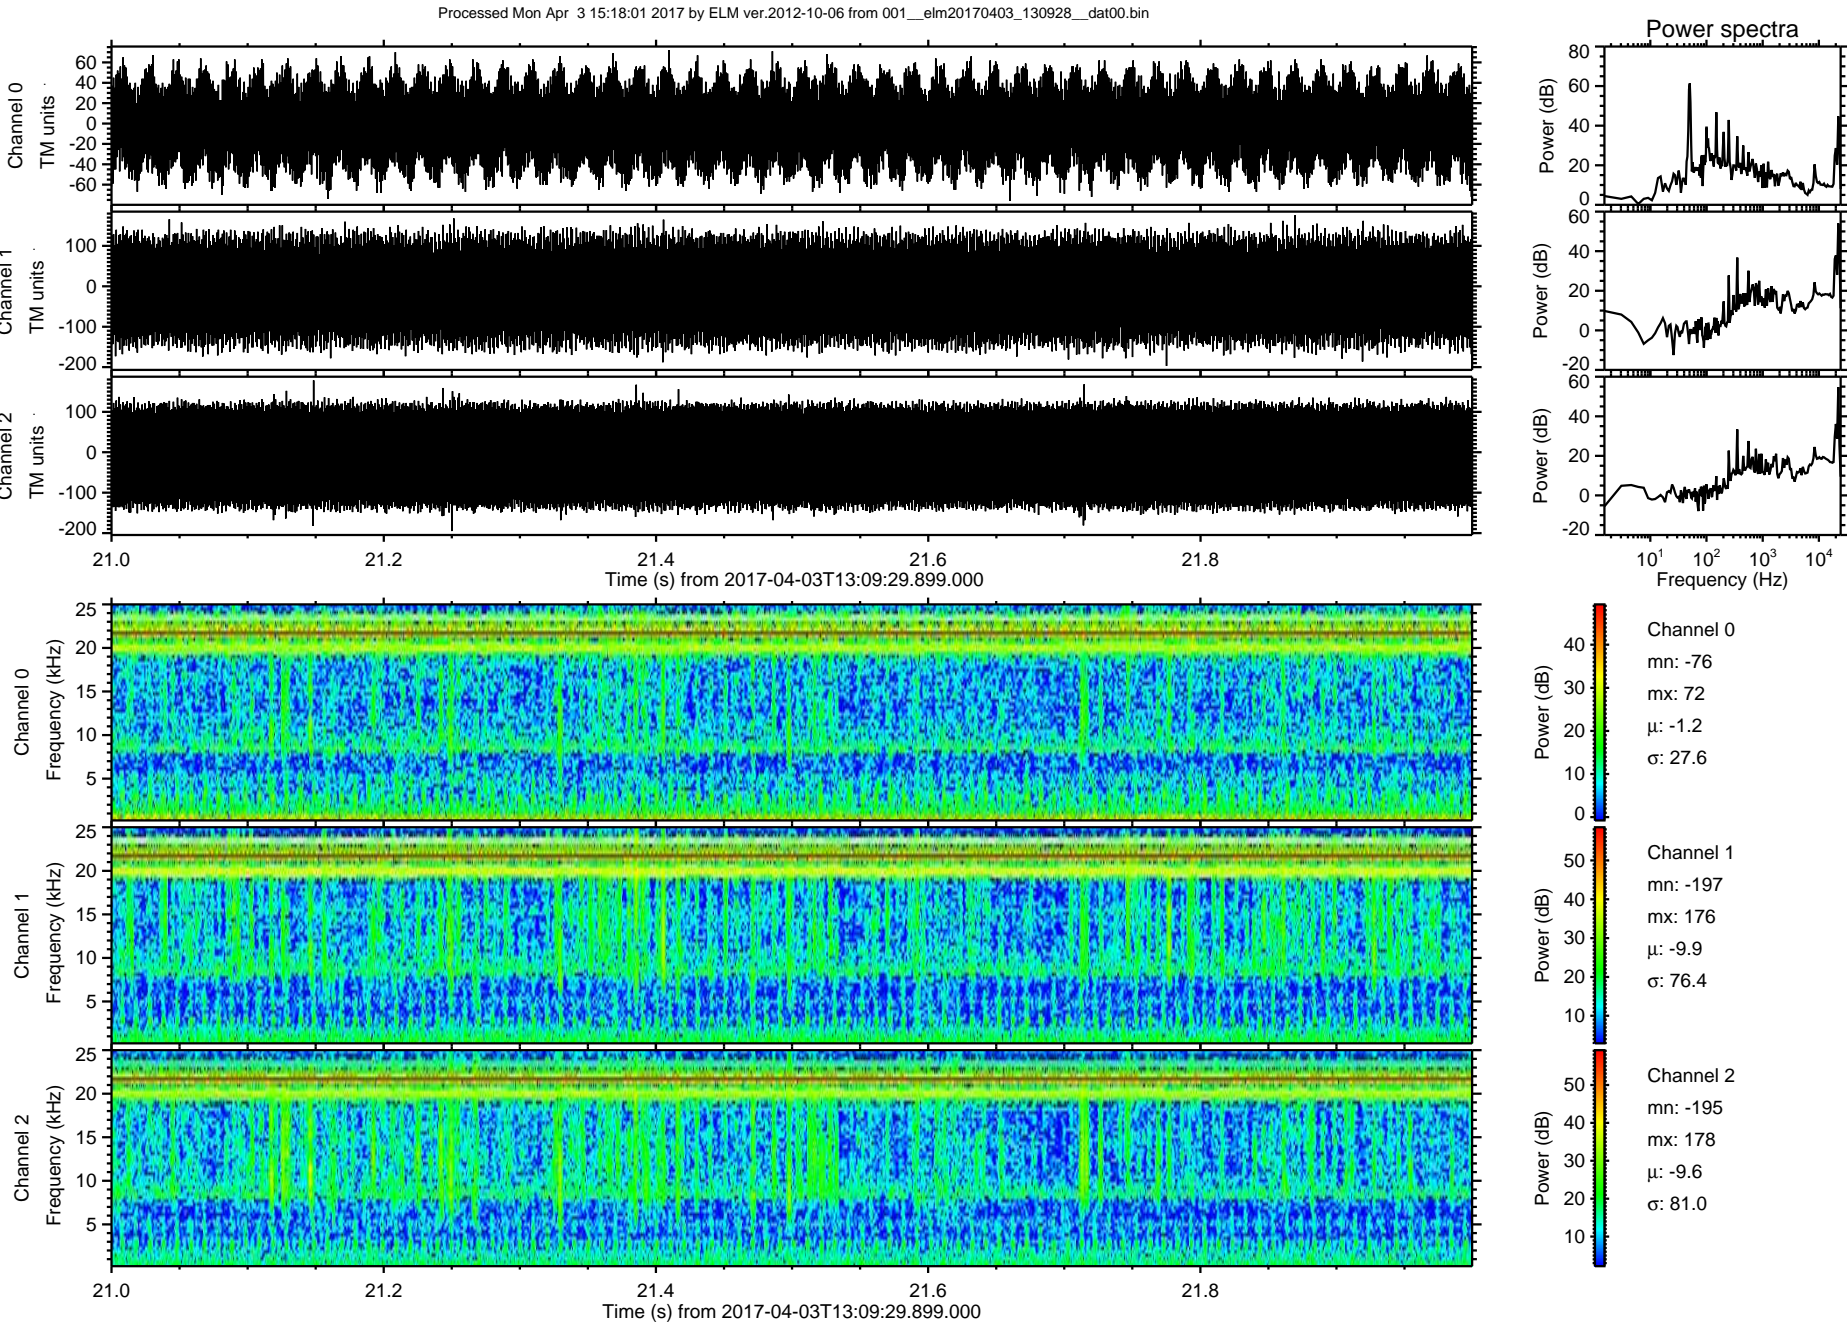 Processed Mon Apr  3 15:18:01 2017 by ELM ver.2012-10-06 from 001__elm20170403_130928__dat00.bin
Power spectra
Channel 0
TM units
60
40
20
0
-20
-40
-60
Power (dB)
80
60
40
20
0
Channel 1
TM units
100
0
-100
-200
Power (dB)
60
40
20
0
-20
Channel 2
TM units
100
0
-100
-200
Power (dB)
60
40
20
0
-20
21.0 21.2 21.4 21.6 21.8
Time (s) from 2017-04-03T13:09:29.899.000
10^1 10^2 10^3 10^4
Frequency (Hz)
Channel 0
Frequency (kHz)
25
20
15
10
5
Power (dB)
40
30
20
10
0
Channel 0
mn: -76
mx: 72
μ: -1.2
σ: 27.6
Channel 1
Frequency (kHz)
25
20
15
10
5
Power (dB)
50
40
30
20
10
Channel 1
mn: -197
mx: 176
μ: -9.9
σ: 76.4
Channel 2
Frequency (kHz)
25
20
15
10
5
Power (dB)
50
40
30
20
10
Channel 2
mn: -195
mx: 178
μ: -9.6
σ: 81.0
21.0 21.2 21.4 21.6 21.8
Time (s) from 2017-04-03T13:09:29.899.000